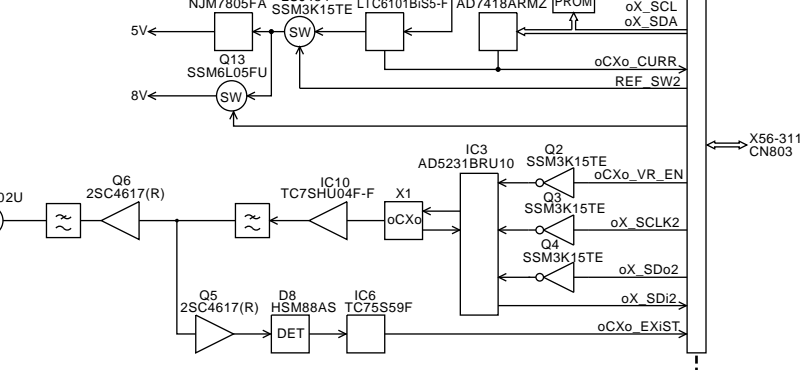 NJM7805FA
SSM3K15TE
LTC6101BiS5-F
AD7418ARMZ
PROM
oX_SCL
oX_SDA
5V
SW
Q13
SSM6L05FU
oCXo_CURR
REF_SW2
8V
SW
X56-311
CN803
IC3
AD5231BRU10
Q2
SSM3K15TE
oCXo_VR_EN
Q6
2SC4617(R)
IC10
TC7SHU04F-F
X1
oCXo
02U
Q3
SSM3K15TE
oX_SCLK2
Q4
SSM3K15TE
oX_SDo2
oX_SDi2
Q5
2SC4617(R)
D8
HSM88AS
DET
IC6
TC75S59F
oCXo_EXiST